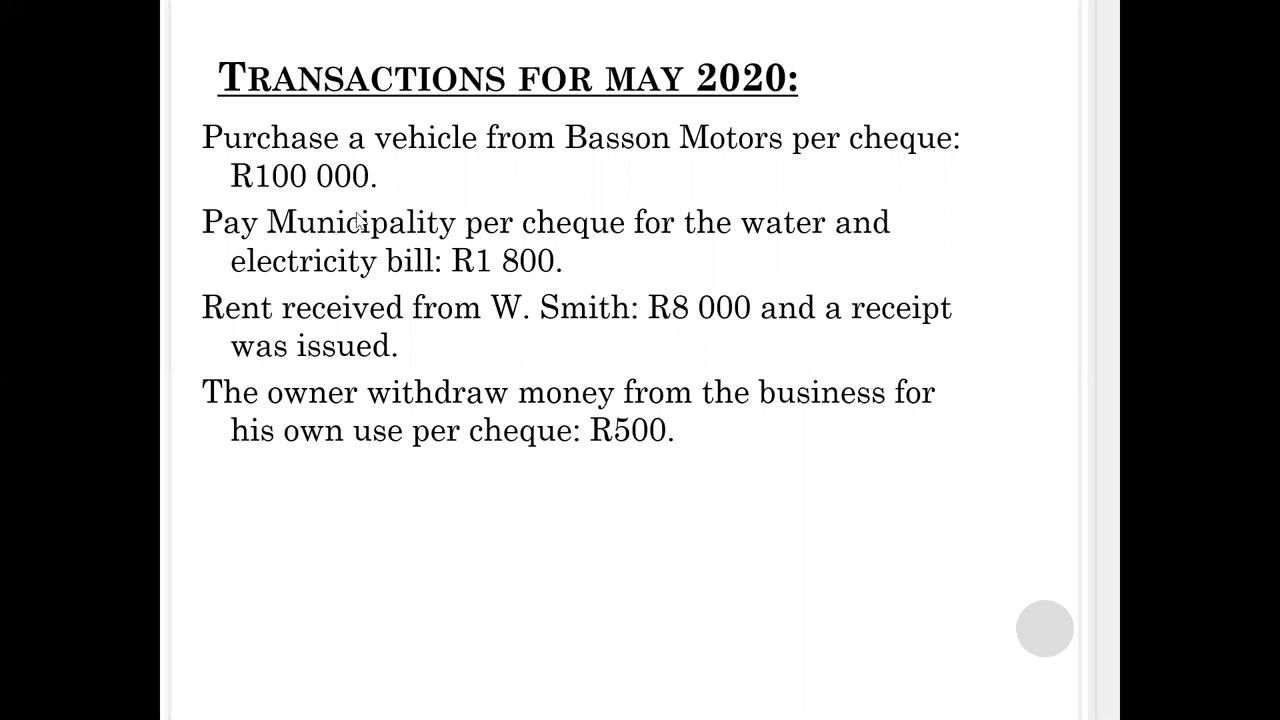 TRANSACTIONS FOR MAY 2020:
Purchase a vehicle from Basson Motors per cheque:
R100 000.
Pay Municipality per cheque for the water and
electricity bill: R1 800.
Rent received from W. Smith: R8 000 and a receipt
was issued.
The owner withdraw money from the business for
his own use per cheque: R500.